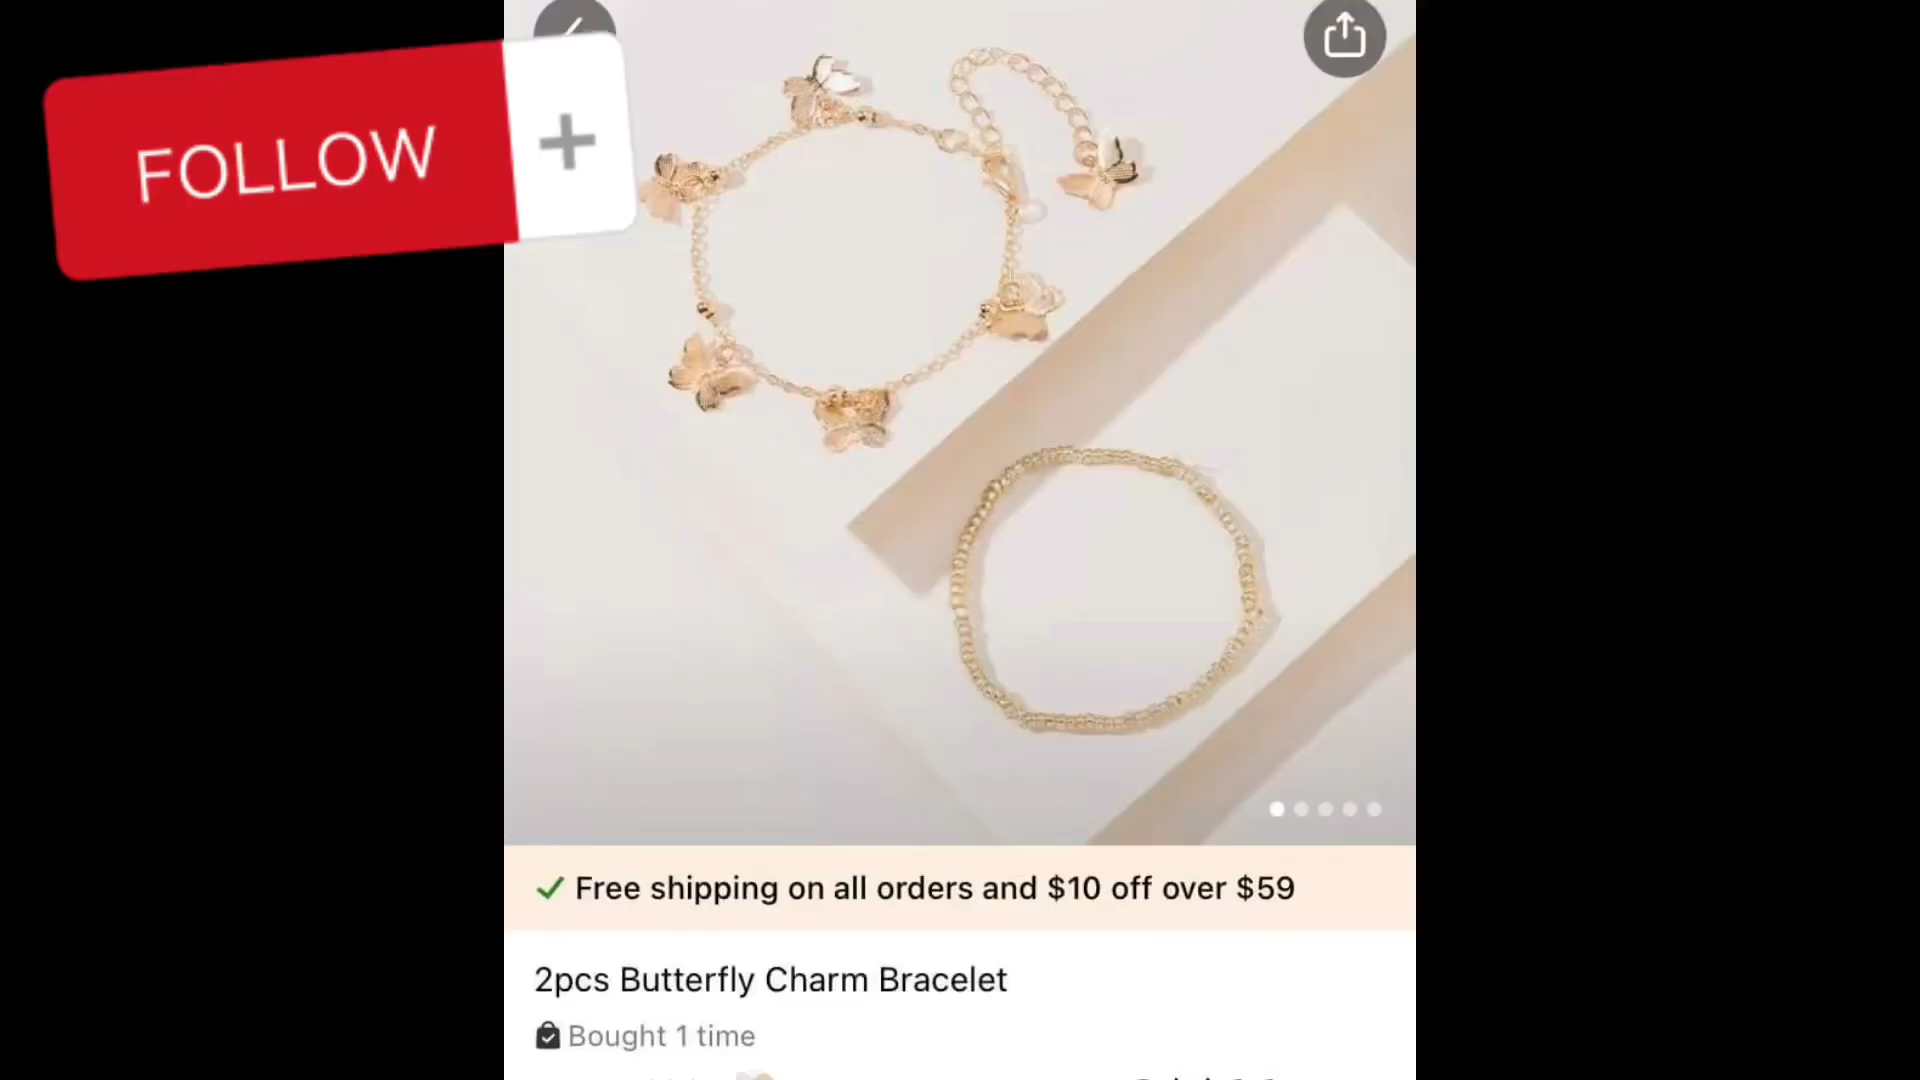 FOLLOW +
Free shipping on all orders and $10 off over $59
2pcs Butterfly Charm Bracelet
Bought 1 time